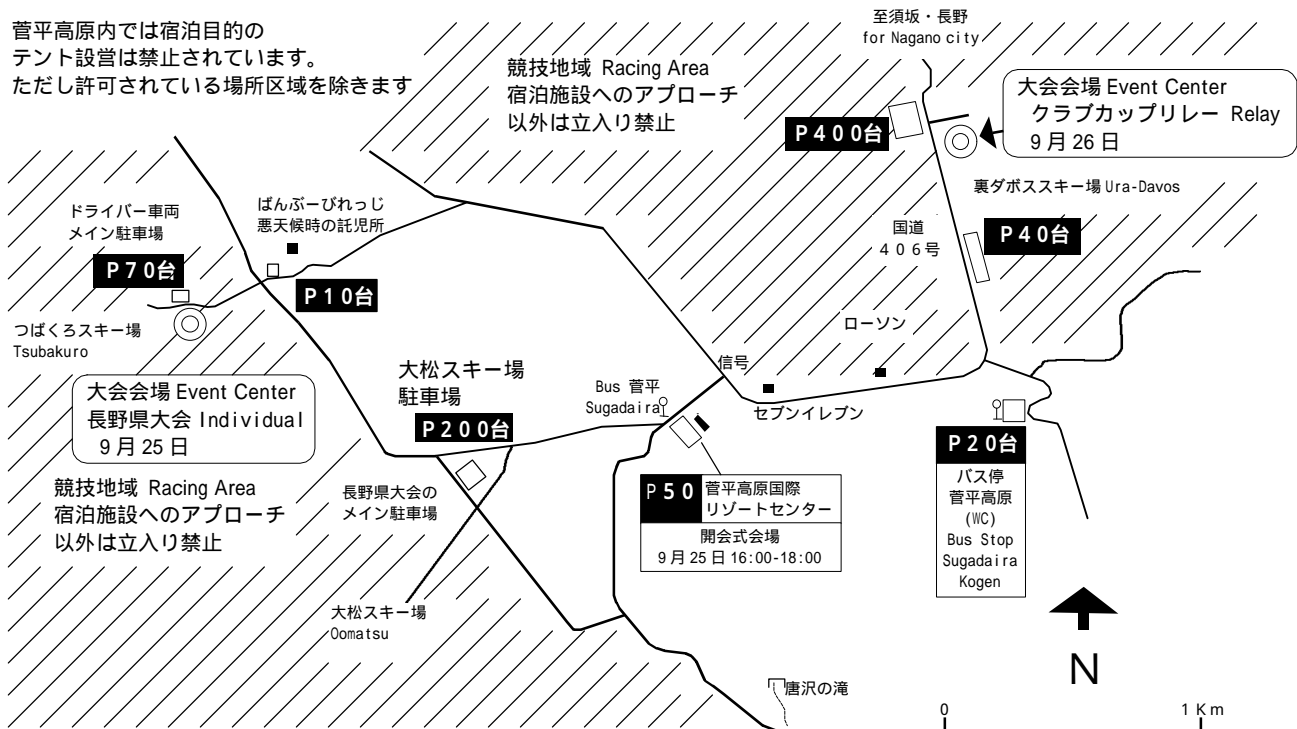 菅平高原内では宿泊目的の
テント設営は禁止されています。
ただし許可されている場所区域を除きます
至須坂・長野
for Nagano city
競技地域 Racing Area
宿泊施設へのアプローチ
以外は立入り禁止
大会会場 Event Center
クラブカップリレー Relay
9月26日
P400台
裏ダボススキー場 Ura-Davos
国道
406号
P40台
ドライバー車両
メイン駐車場
P70台
ばんぶーびれっじ
悪天候時の託児所
P10台
つばくろスキー場
Tsubakuro
大会会場 Event Center
長野県大会 Individual
9月25日
競技地域 Racing Area
宿泊施設へのアプローチ
以外は立入り禁止
大松スキー場
駐車場
P200台
長野県大会の
メイン駐車場
大松スキー場
Oomatsu
Bus 菅平
Sugadaira
信号
ローソン
セブンイレブン
P50
菅平高原国際
リゾートセンター
開会式会場
9月25日 16:00-18:00
P20台
バス停
菅平高原
(WC)
Bus Stop
Sugadaira
Kogen
N
唐沢の滝
0
1Km